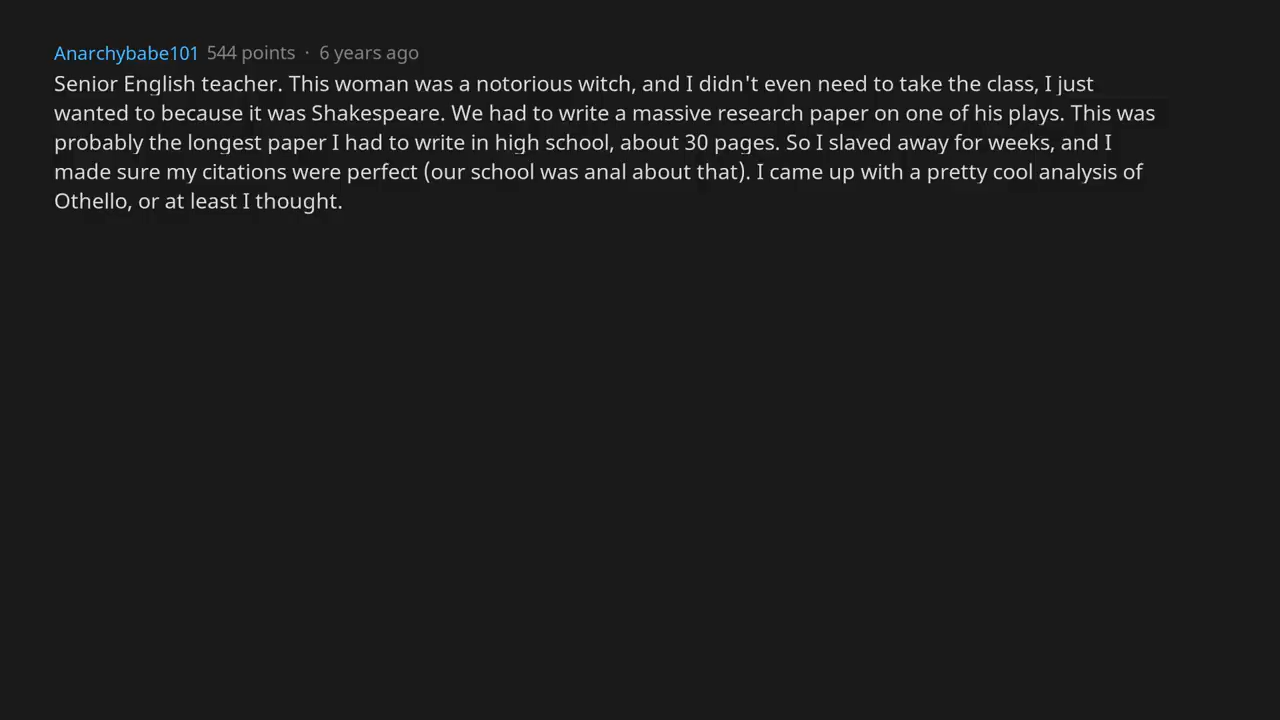 Anarchybabe101 544 points · 6 years ago
Senior English teacher. This woman was a notorious witch, and I didn't even need to take the class, I just
wanted to because it was Shakespeare. We had to write a massive research paper on one of his plays. This was
probably the longest paper I had to write in high school, about 30 pages. So I slaved away for weeks, and I
made sure my citations were perfect (our school was anal about that). I came up with a pretty cool analysis of
Othello, or at least I thought.